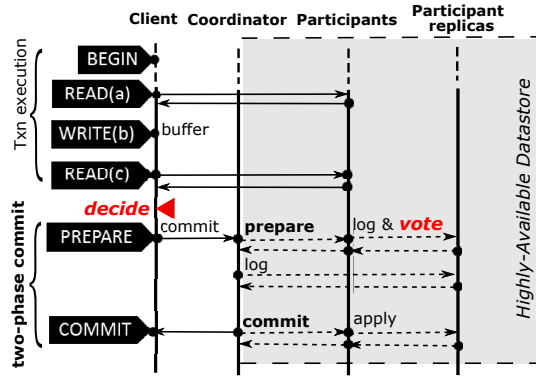 Client Coordinator Participants Participant replicas
BEGIN
READ(a)
WRITE(b) buffer
READ(c)
Txn execution
decide
PREPARE commit prepare log & vote
log
COMMIT commit apply
two-phase commit
Highly-Available Datastore